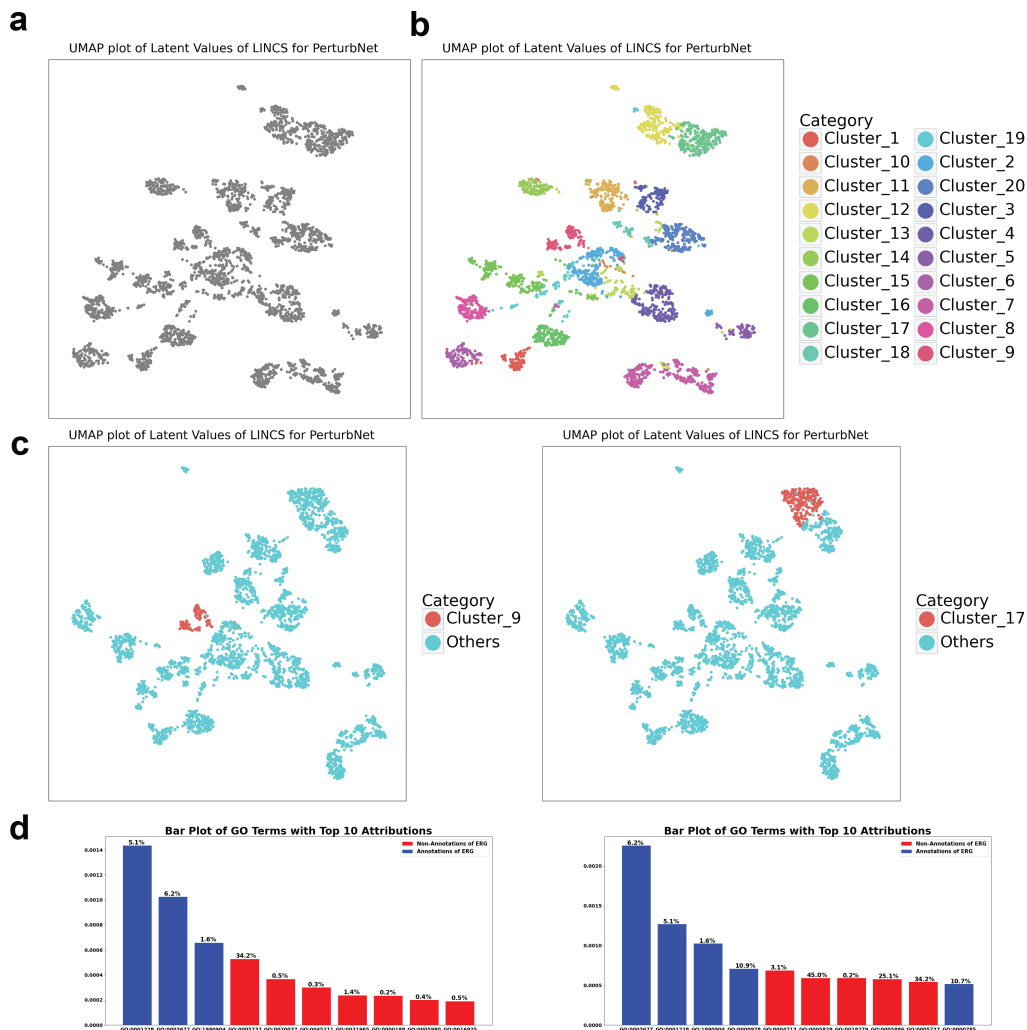 a
UMAP plot of Latent Values of LINCS for PerturbNet
b
UMAP plot of Latent Values of LINCS for PerturbNet
Category
Cluster_1
Cluster_10
Cluster_11
Cluster_12
Cluster_13
Cluster_14
Cluster_15
Cluster_16
Cluster_17
Cluster_18
Cluster_19
Cluster_2
Cluster_20
Cluster_3
Cluster_4
Cluster_5
Cluster_6
Cluster_7
Cluster_8
Cluster_9
c
UMAP plot of Latent Values of LINCS for PerturbNet
Category
Cluster_9
Others
UMAP plot of Latent Values of LINCS for PerturbNet
Category
Cluster_17
Others
d
Bar Plot of GO Terms with Top 10 Attributions
Non-Annotations of ERG
Annotations of ERG
0.0014
0.0012
0.0010
0.0008
0.0006
0.0004
0.0002
0.0000
5.1%
6.2%
1.6%
34.2%
0.5%
0.3%
1.4%
0.2%
0.4%
0.5%
Bar Plot of GO Terms with Top 10 Attributions
Non-Annotations of ERG
Annotations of ERG
0.0020
0.0015
0.0010
0.0005
0.0000
6.2%
5.1%
1.6%
10.9%
3.1%
45.0%
0.2%
25.1%
34.2%
10.7%